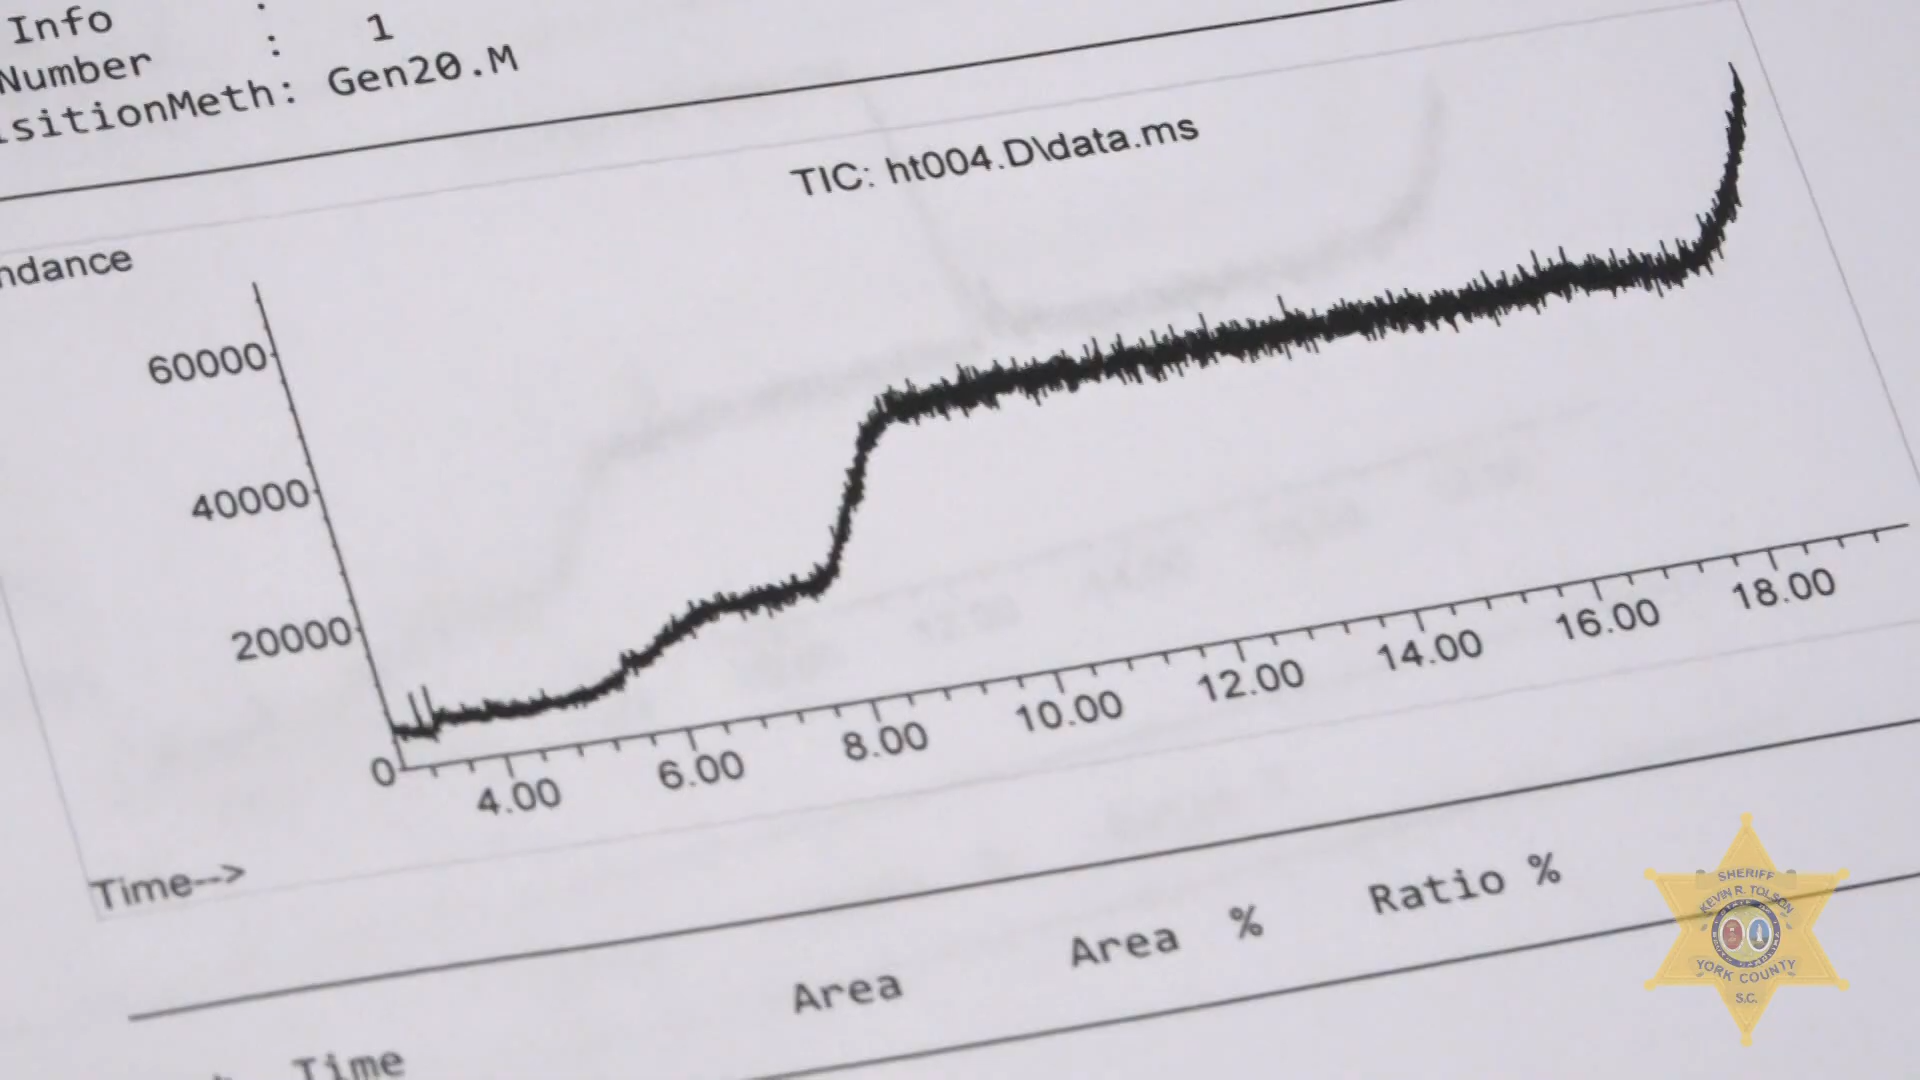 Info :
Number : 1
isitionMeth: Gen20.M
TIC: ht004.D\data.ms
ndance
60000
40000
20000
0
4.00 6.00 8.00 10.00 12.00 14.00 16.00 18.00
Time-->
Area Area % Ratio %
Time
SHERIFF
KEVIN R. TOLSON
YORK COUNTY
S.C.